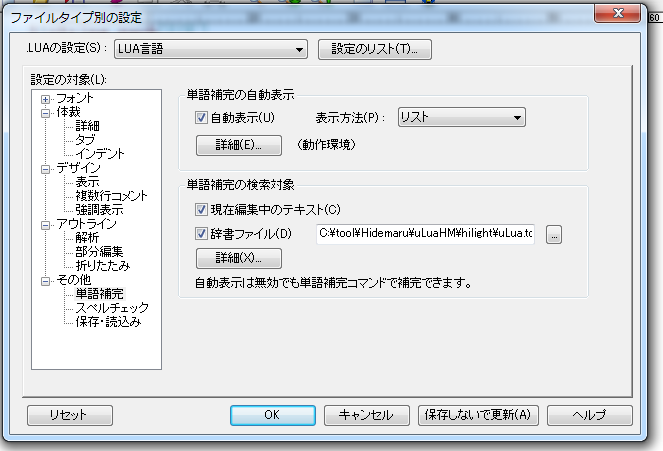 60
ファイルタイプ別の設定
.LUAの設定(S) : LUA言語 設定のリスト(T)...
設定の対象(L):
フォント
体裁
詳細
タブ
インデント
デザイン
表示
複数行コメント
強調表示
アウトライン
解析
部分編集
折りたたみ
その他
単語補完
スペルチェック
保存・読込み
単語補完の自動表示
自動表示(U) 表示方法(P) : リスト
詳細(E)... (動作環境)
単語補完の検索対象
現在編集中のテキスト(C)
辞書ファイル(D) C:¥tool¥Hidemaru¥uLuaHM¥hilight¥uLua.tc ...
詳細(X)...
自動表示は無効でも単語補完コマンドで補完できます。
リセット OK キャンセル 保存しないで更新(A) ヘルプ